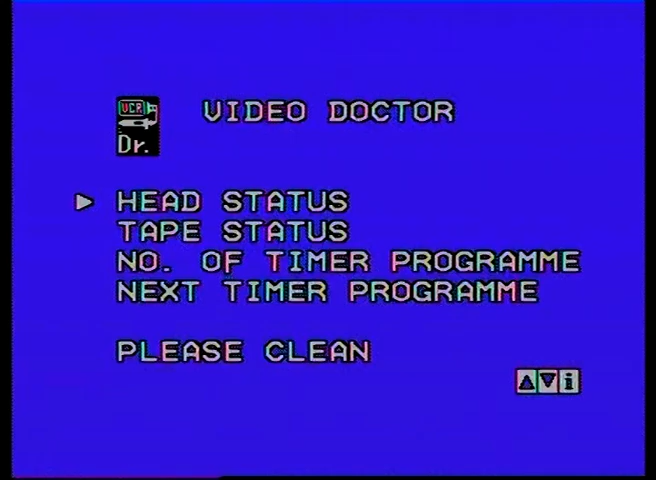 VCR
Dr.
VIDEO DOCTOR
HEAD STATUS
TAPE STATUS
NO. OF TIMER PROGRAMME
NEXT TIMER PROGRAMME
PLEASE CLEAN
▲▼i